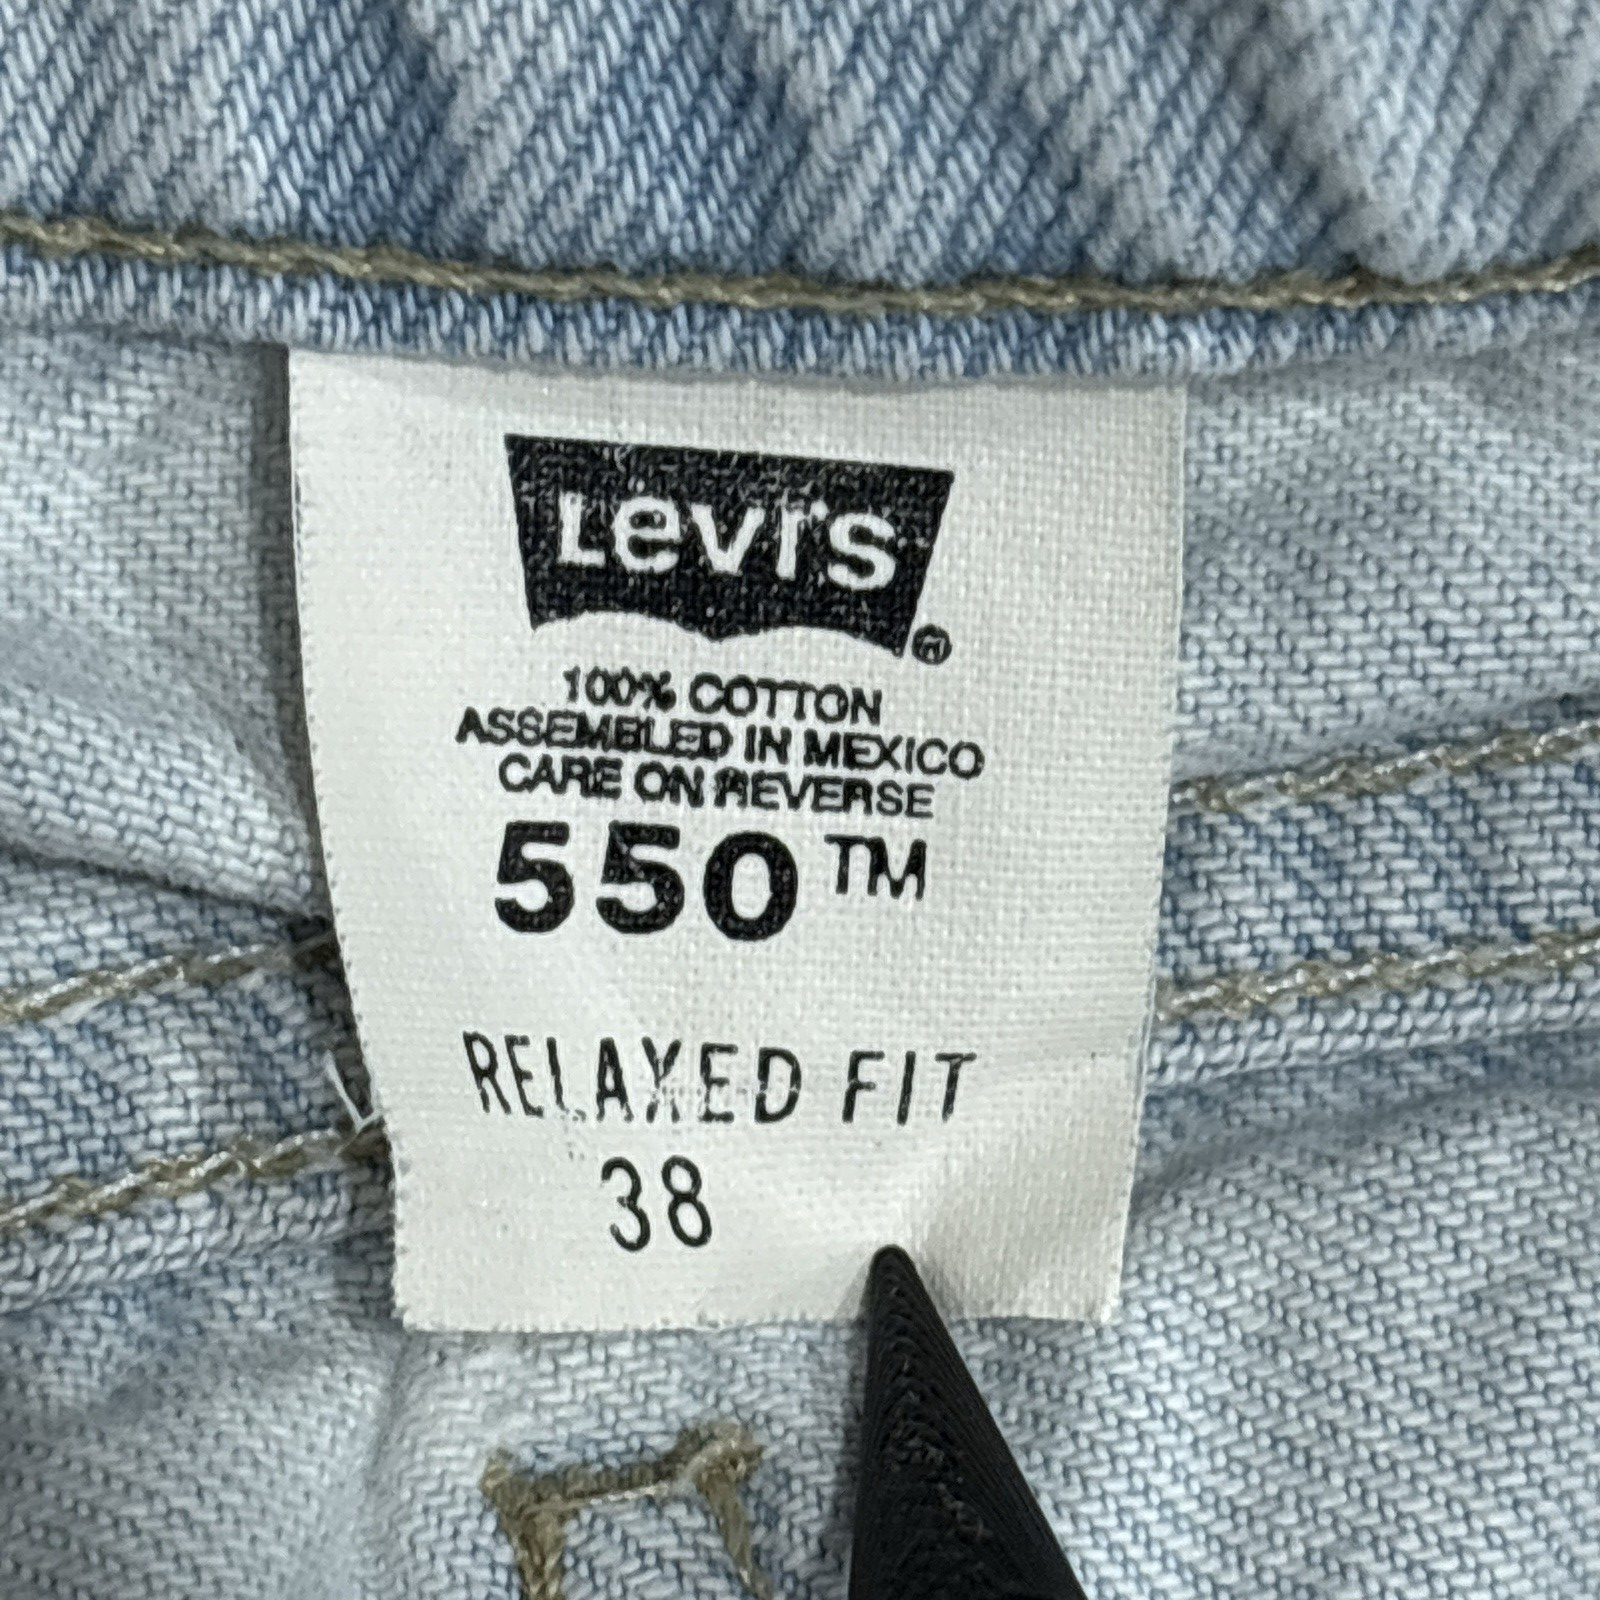 Levi's®
100% COTTON
ASSEMBLED IN MEXICO
CARE ON REVERSE
550™
RELAXED FIT
38